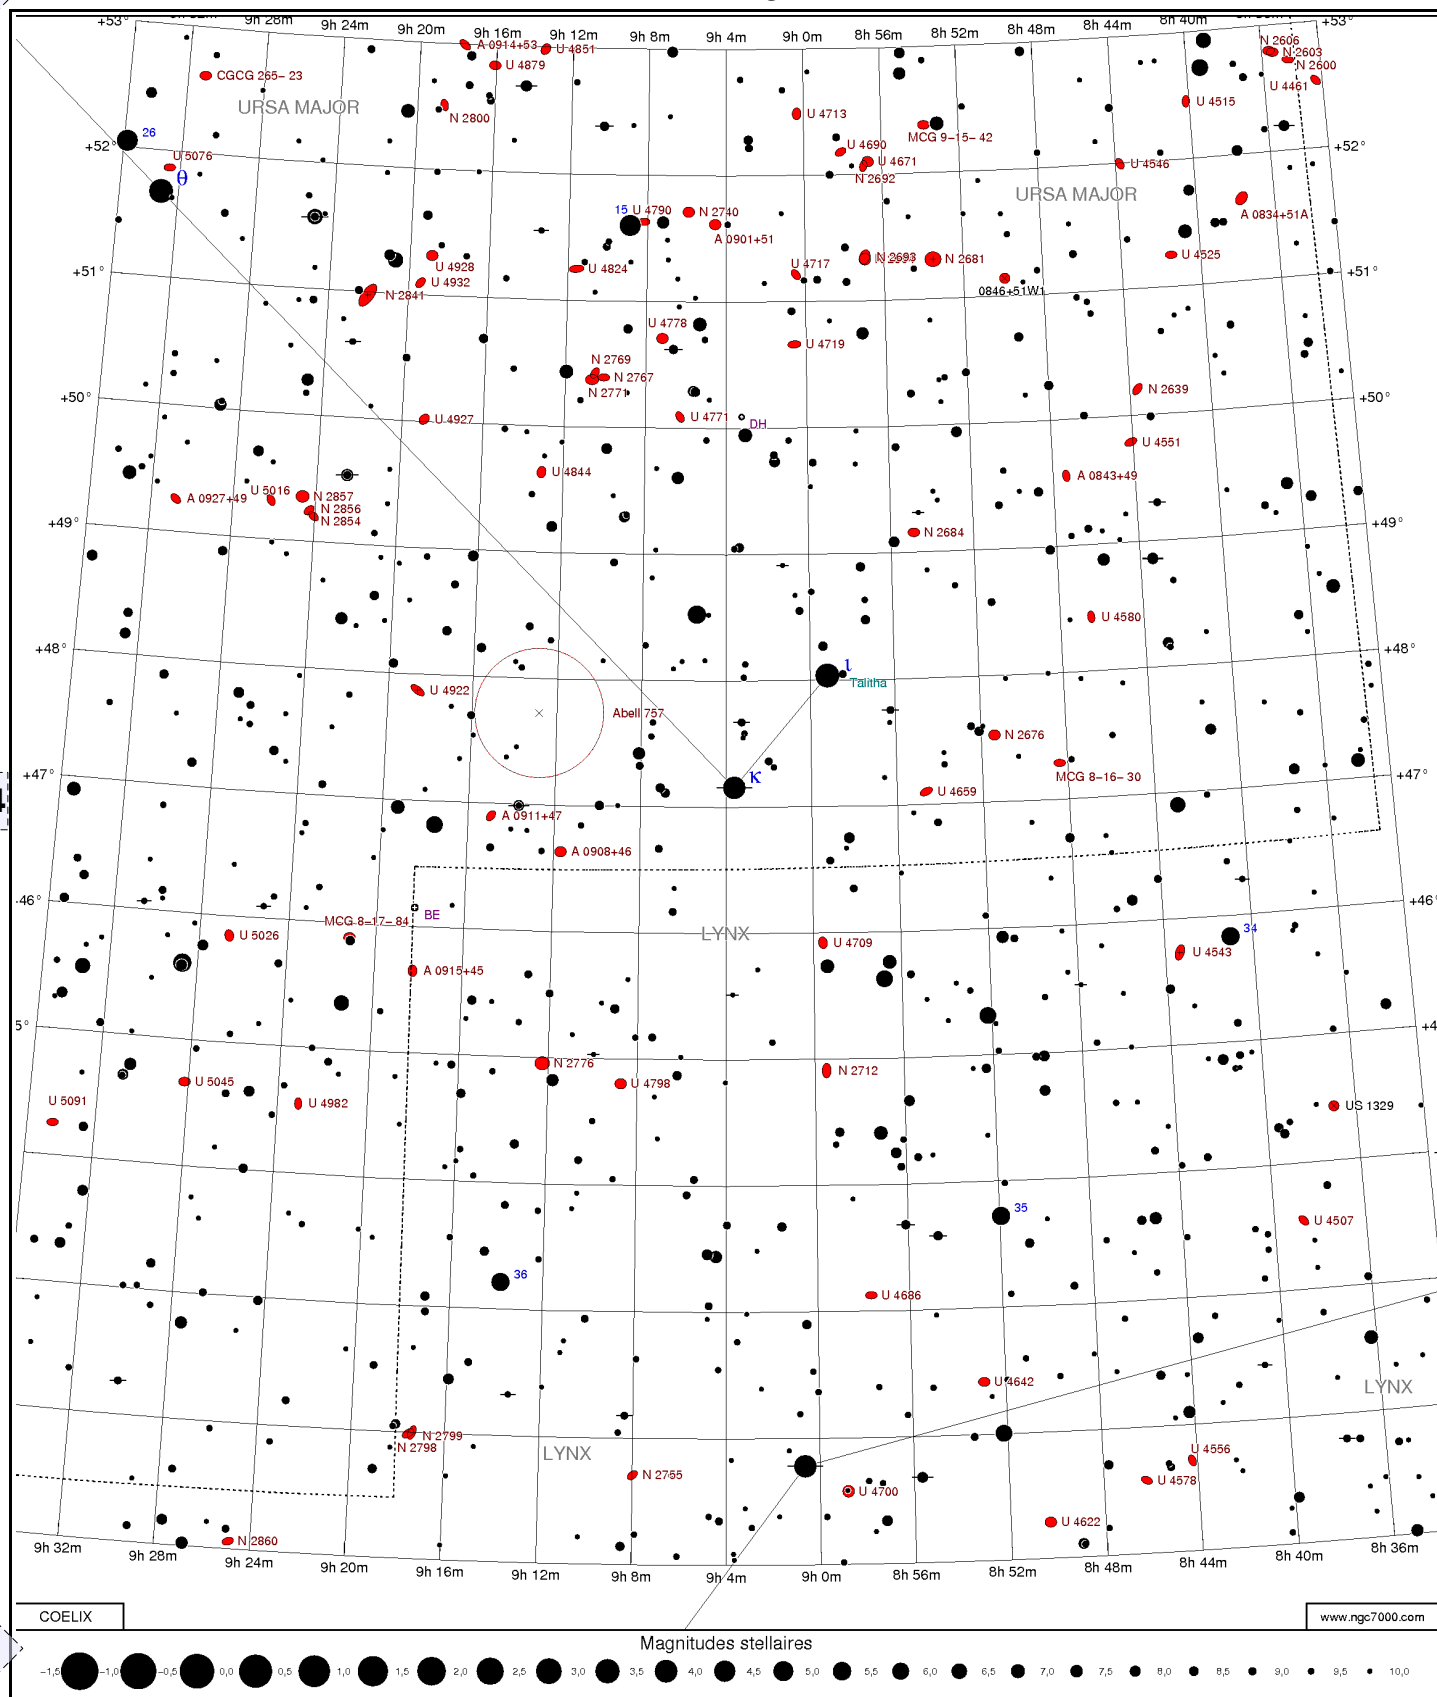 +53°
9h 28m
9h 24m
9h 20m
9h 16m
9h 12m
9h 8m
9h 4m
9h 0m
8h 56m
8h 52m
8h 48m
8h 44m
8h 40m
+53°
A 0914+53
U 4851
N 2606
N 2603
N 2600
U 4879
CGCG 265-23
U 4461
URSA MAJOR
N 2800
U 4713
U 4515
MCG 9-15-42
26
+52°
U 5076
U 4690
U 4671
N 2692
U 4546
+52°
θ
URSA MAJOR
15
U 4790
N 2740
A 0901+51
A 0834+51A
U 4928
U 4824
U 4717
N 2693
N 2681
U 4525
+51°
U 4932
N 2841
0846+51W1
+51°
U 4778
U 4719
N 2769
N 2767
N 2771
N 2639
+50°
U 4927
U 4771
DH
+50°
U 4551
U 4844
A 0843+49
A 0927+49
U 5016
N 2857
N 2856
N 2854
+49°
N 2684
+49°
U 4580
+48°
+48°
ι
Talitha
U 4922
Abell 757
N 2676
+47°
κ
MCG 8-16-30
+47°
U 4659
A 0911+47
A 0908+46
46°
+46°
BE
MCG 8-17-84
U 5026
LYNX
U 4709
34
U 4543
A 0915+45
5°
+4
N 2776
N 2712
U 5045
U 4798
U 5091
U 4982
US 1329
35
U 4507
36
U 4686
U 4642
LYNX
N 2799
N 2798
LYNX
U 4556
N 2755
U 4578
U 4700
U 4622
N 2860
9h 32m
9h 28m
9h 24m
9h 20m
9h 16m
9h 12m
9h 8m
9h 4m
9h 0m
8h 56m
8h 52m
8h 48m
8h 44m
8h 40m
8h 36m
COELIX
www.ngc7000.com
Magnitudes stellaires
-1,5 -1,0 -0,5 0,0 0,5 1,0 1,5 2,0 2,5 3,0 3,5 4,0 4,5 5,0 5,5 6,0 6,5 7,0 7,5 8,0 8,5 9,0 9,5 10,0